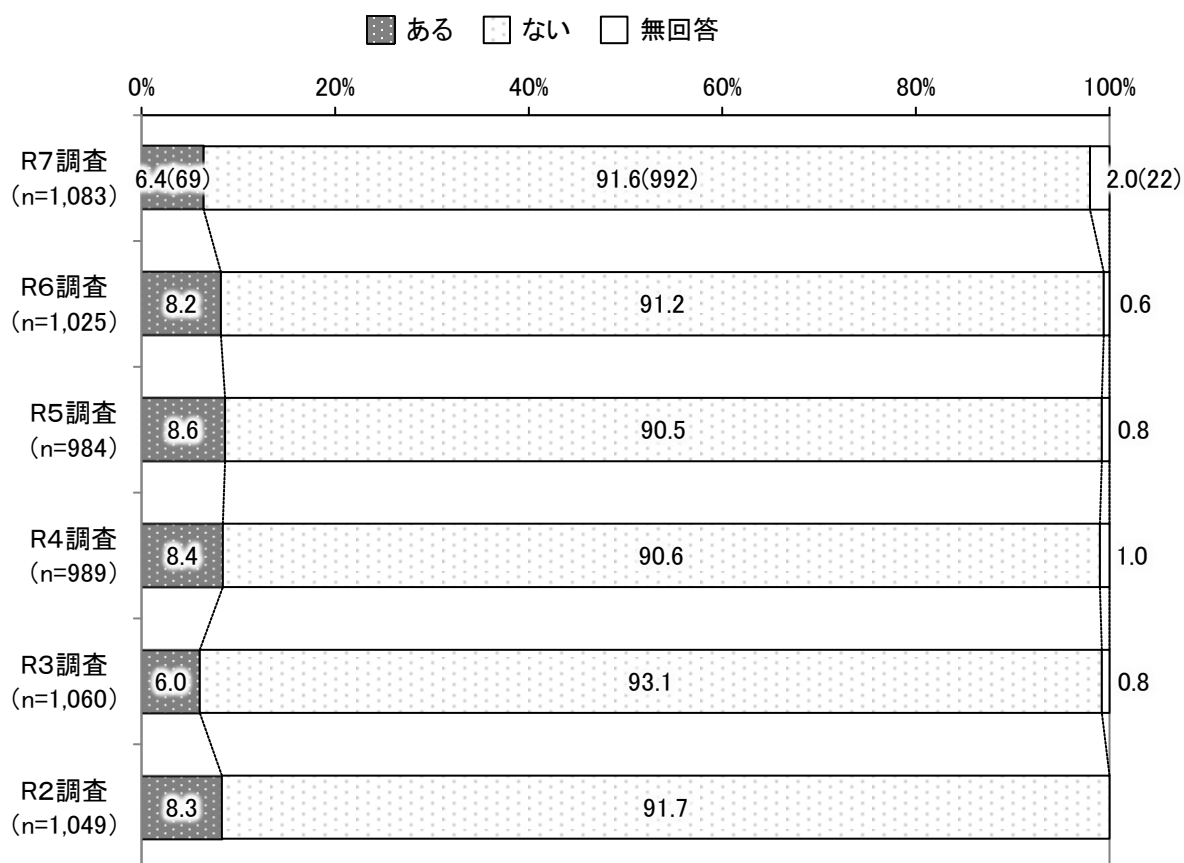 ある ない 無回答
0% 20% 40% 60% 80% 100%
R7調査
(n=1,083)
6.4(69) 91.6(992) 2.0(22)
R6調査
(n=1,025)
8.2 91.2 0.6
R5調査
(n=984)
8.6 90.5 0.8
R4調査
(n=989)
8.4 90.6 1.0
R3調査
(n=1,060)
6.0 93.1 0.8
R2調査
(n=1,049)
8.3 91.7